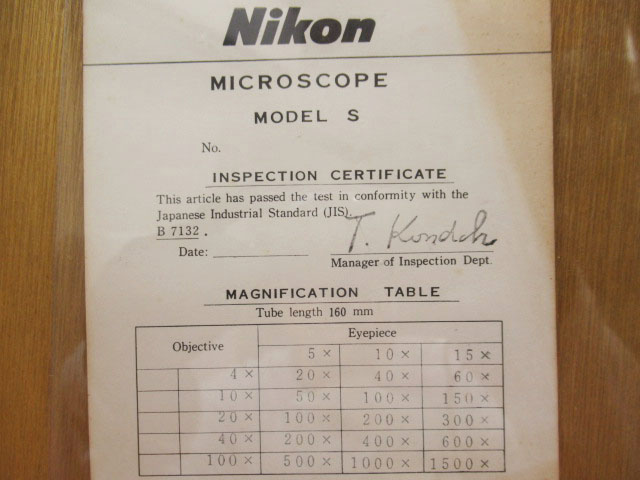 Nikon
MICROSCOPE
MODEL S
No.
INSPECTION CERTIFICATE
This article has passed the test in conformity with the
Japanese Industrial Standard (JIS).
B 7132 .
T. Kondoh
Date:
Manager of Inspection Dept.
MAGNIFICATION TABLE
Tube length 160 mm
Objective Eyepiece
5 × 10 × 15 ×
4 × 20 × 40 × 60 ×
10 × 50 × 100 × 150 ×
20 × 100 × 200 × 300 ×
40 × 200 × 400 × 600 ×
100 × 500 × 1000 × 1500 ×